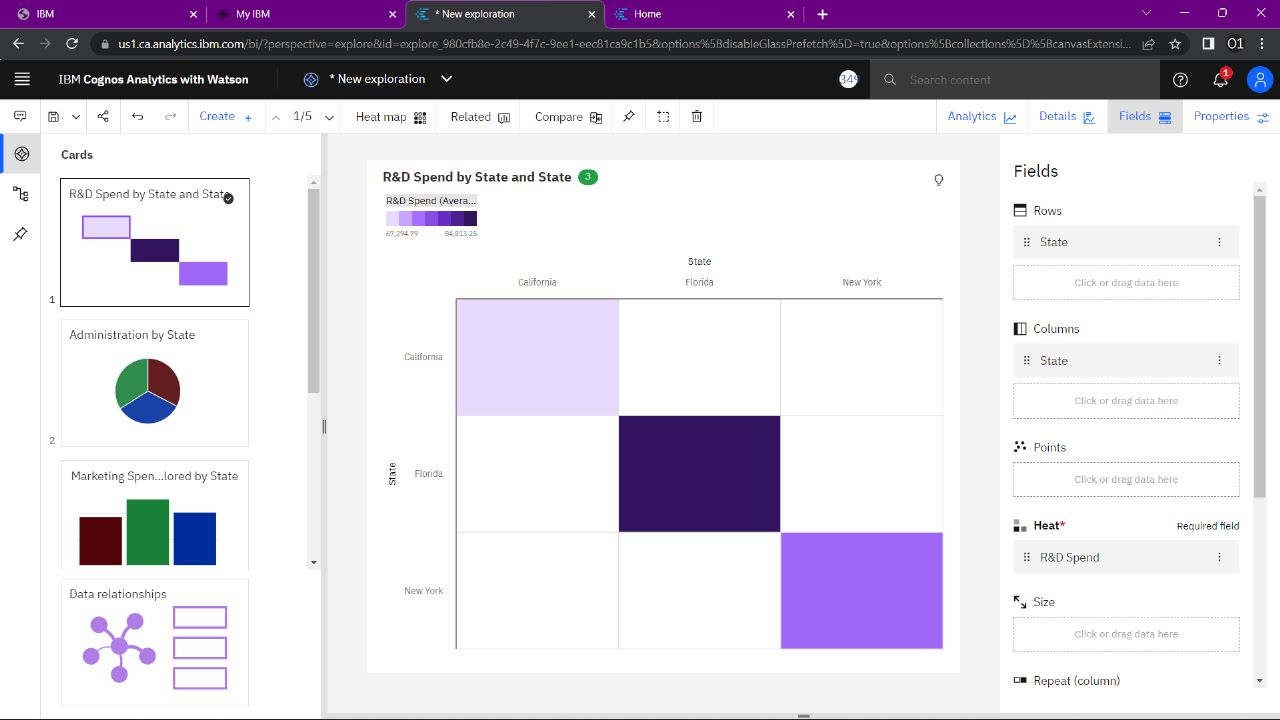 IBM
My IBM
* New exploration
Home
us1.ca.analytics.ibm.com/bi/?perspective=explore&id=explore_980cfb8e-2c49-4f7c-9ee1-eec81ca9c1b5&options%5BdisableGlassPrefetch%5D=true&options%5Bcollections%5D%5BcanvasExtensi...
01
IBM Cognos Analytics with Watson
* New exploration
349
Search content
1
Create +
1/5
Heat map
Related
Compare
Analytics
Details
Fields
Properties
Cards
R&D Spend by State and State
1
Administration by State
2
Marketing Spen...lored by State
Data relationships
R&D Spend by State and State 3
R&D Spend (Avera...
67,294.79 84,813.25
State
California Florida New York
California
Florida
New York
State
Fields
Rows
State
Click or drag data here
Columns
State
Click or drag data here
Points
Click or drag data here
Heat* Required field
R&D Spend
Size
Click or drag data here
Repeat (column)